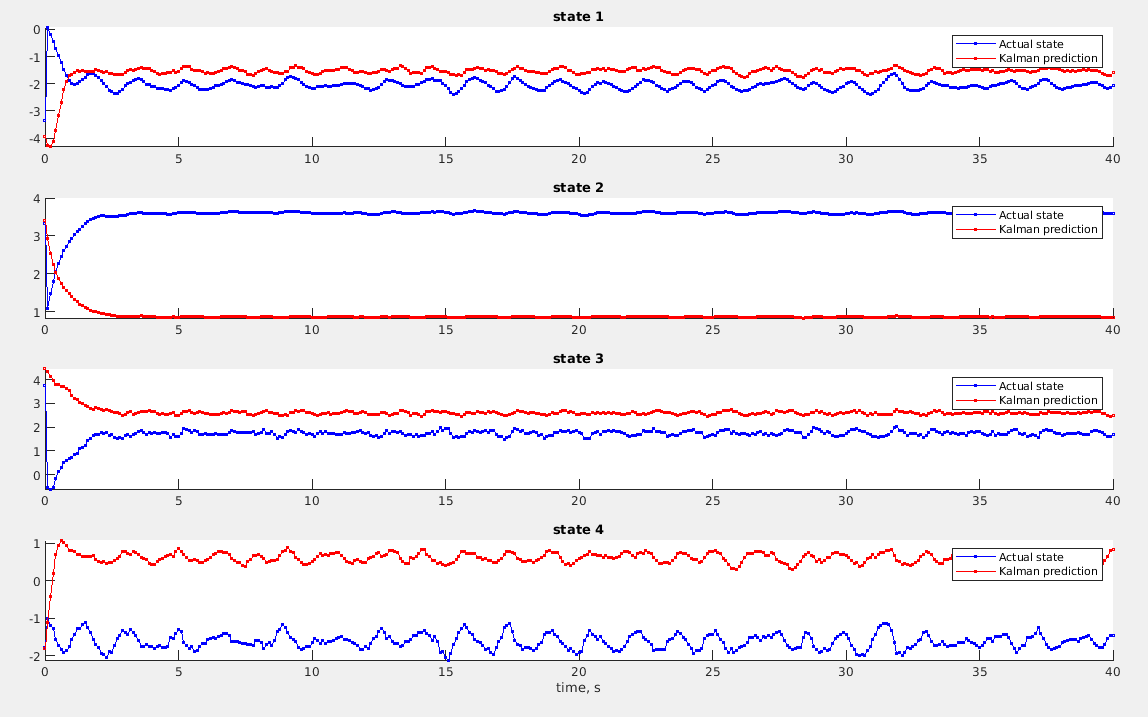 state 1
Actual state
Kalman prediction
0
-1
-2
-3
-4
0 5 10 15 20 25 30 35 40
state 2
Actual state
Kalman prediction
4
3
2
1
0 5 10 15 20 25 30 35 40
state 3
Actual state
Kalman prediction
4
3
2
1
0
0 5 10 15 20 25 30 35 40
state 4
Actual state
Kalman prediction
1
0
-1
-2
0 5 10 15 20 25 30 35 40
time, s